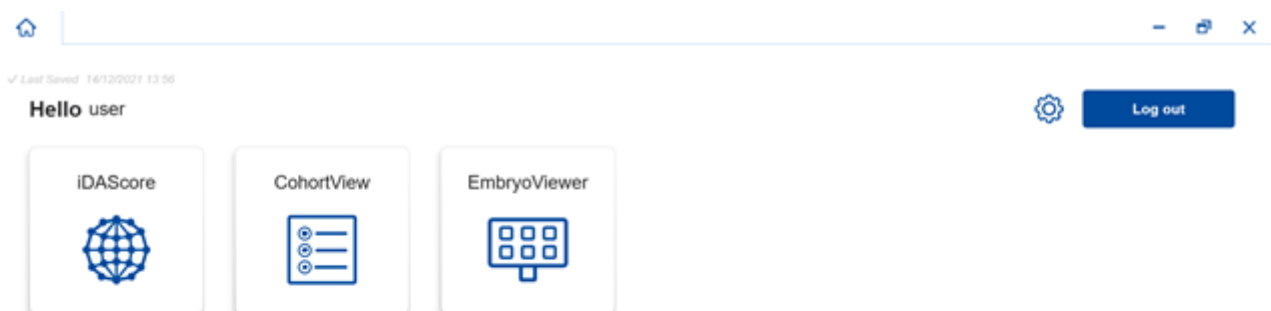 ✓ Last Saved 14/12/2021 13:56
Hello user
Log out
iDAScore
CohortView
EmbryoViewer